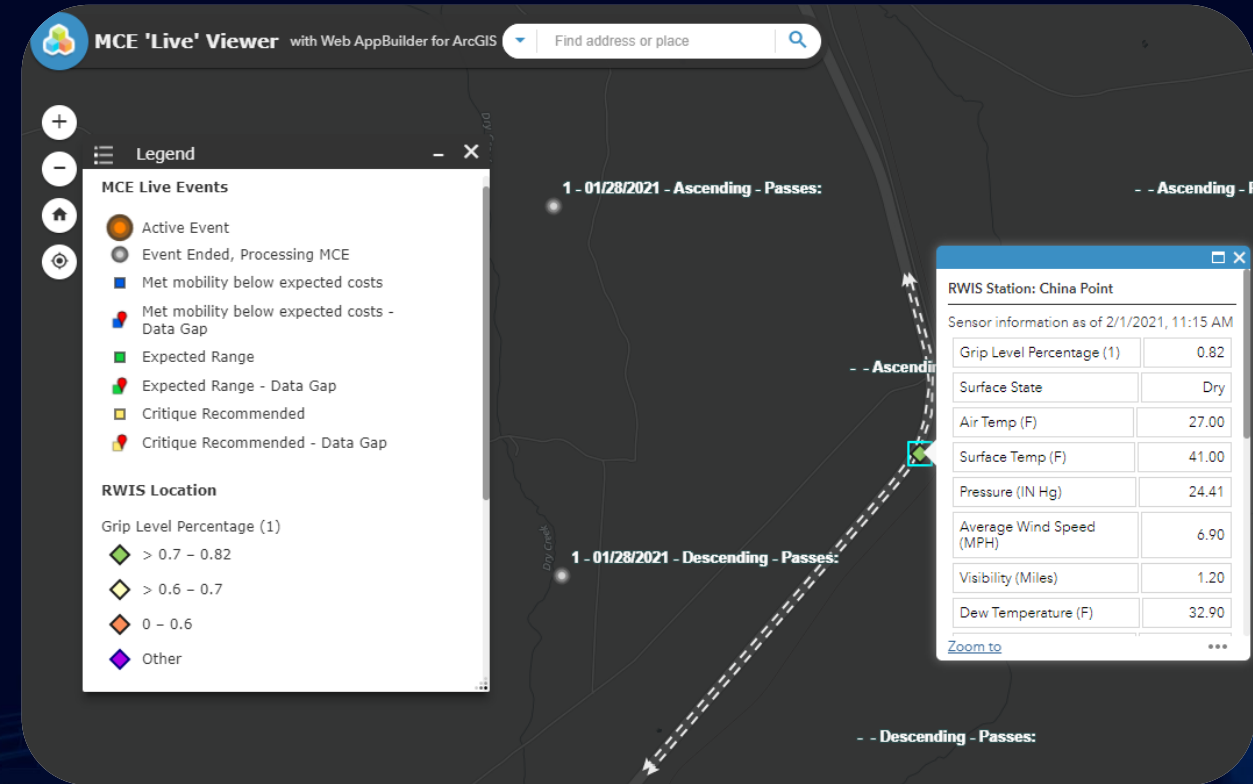 MCE 'Live' Viewer with Web AppBuilder for ArcGIS
Find address or place
Legend
MCE Live Events
Active Event
Event Ended, Processing MCE
Met mobility below expected costs
Met mobility below expected costs -
Data Gap
Expected Range
Expected Range - Data Gap
Critique Recommended
Critique Recommended - Data Gap
RWIS Location
Grip Level Percentage (1)
> 0.7 – 0.82
> 0.6 – 0.7
0 – 0.6
Other
1 - 01/28/2021 - Ascending - Passes:
- - Ascending -
- - Ascending
Dry Creek
1 - 01/28/2021 - Descending - Passes:
- - Descending - Passes:
RWIS Station: China Point
Sensor information as of 2/1/2021, 11:15 AM
Grip Level Percentage (1) 0.82
Surface State Dry
Air Temp (F) 27.00
Surface Temp (F) 41.00
Pressure (IN Hg) 24.41
Average Wind Speed
(MPH) 6.90
Visibility (Miles) 1.20
Dew Temperature (F) 32.90
Zoom to